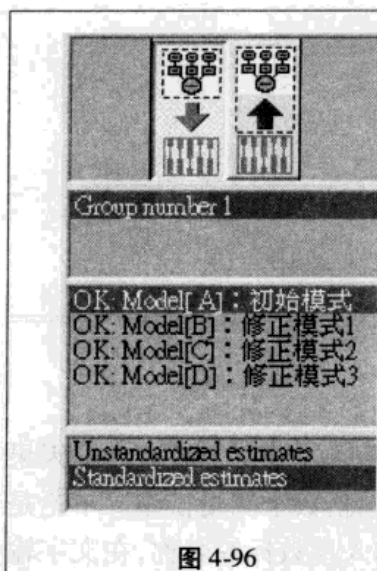 Group number 1
OK: Model[ A]：初始模式
OK: Model[B]：修正模式1
OK: Model[C]：修正模式2
OK: Model[D]：修正模式3
Unstandardized estimates
Standardized estimates
图 4-96